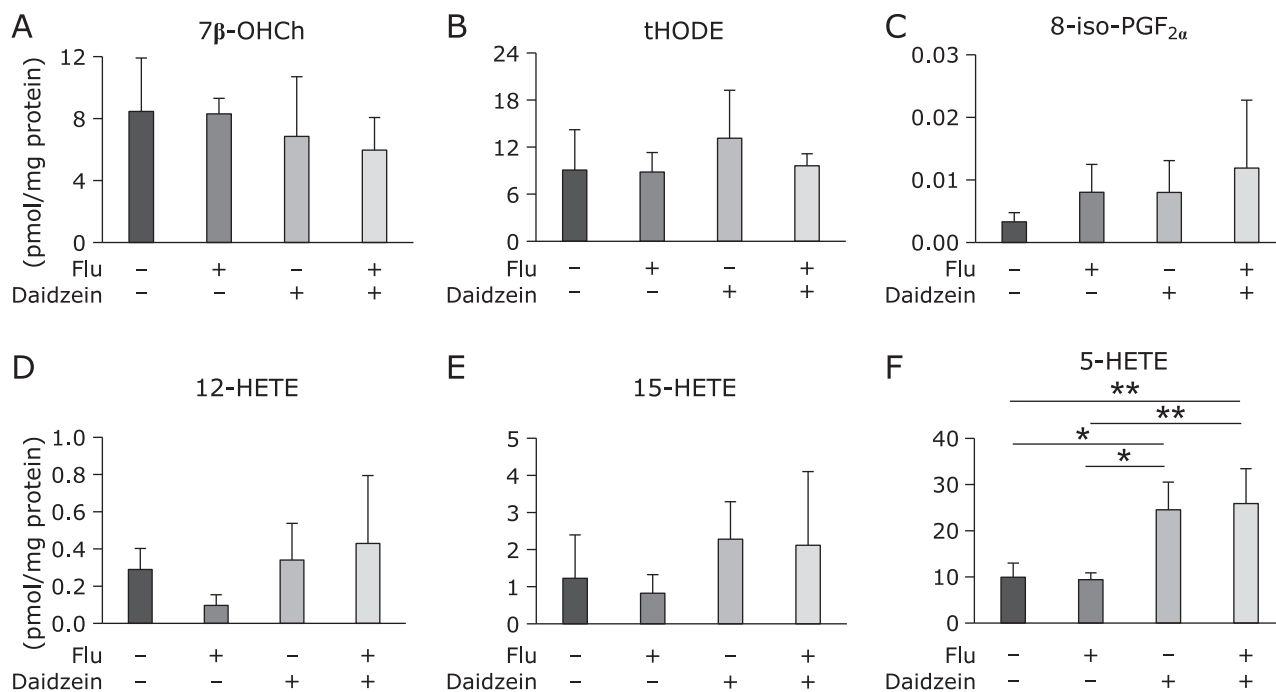 A
7β-OHCh
(pmol/mg protein)
12
8
4
0
Flu − + − +
Daidzein − − + +
B
tHODE
24
18
12
6
0
Flu − + − +
Daidzein − − + +
C
8-iso-PGF2α
0.03
0.02
0.01
0.00
Flu − + − +
Daidzein − − + +
D
12-HETE
(pmol/mg protein)
1.0
0.8
0.6
0.4
0.2
0.0
Flu − + − +
Daidzein − − + +
E
15-HETE
5
4
3
2
1
0
Flu − + − +
Daidzein − − + +
F
5-HETE
**
**
*
*
40
30
20
10
0
Flu − + − +
Daidzein − − + +